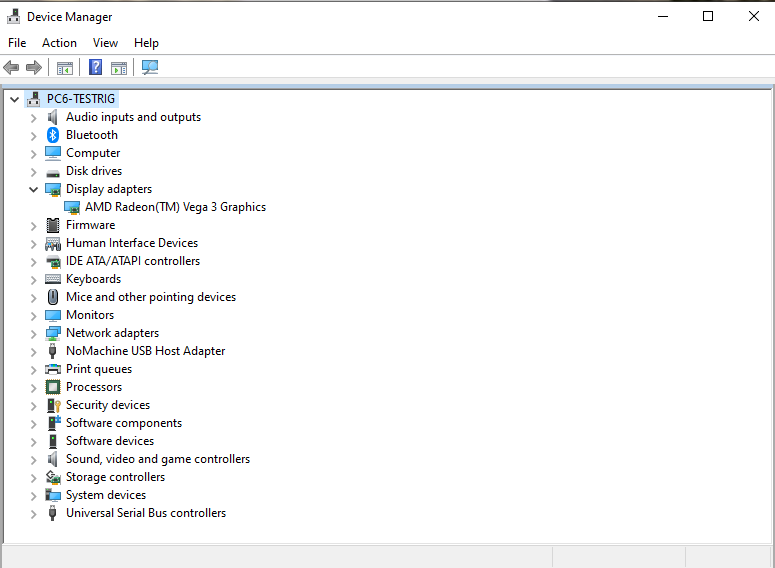 Device Manager
File Action View Help
PC6-TESTRIG
Audio inputs and outputs
Bluetooth
Computer
Disk drives
Display adapters
AMD Radeon(TM) Vega 3 Graphics
Firmware
Human Interface Devices
IDE ATA/ATAPI controllers
Keyboards
Mice and other pointing devices
Monitors
Network adapters
NoMachine USB Host Adapter
Print queues
Processors
Security devices
Software components
Software devices
Sound, video and game controllers
Storage controllers
System devices
Universal Serial Bus controllers